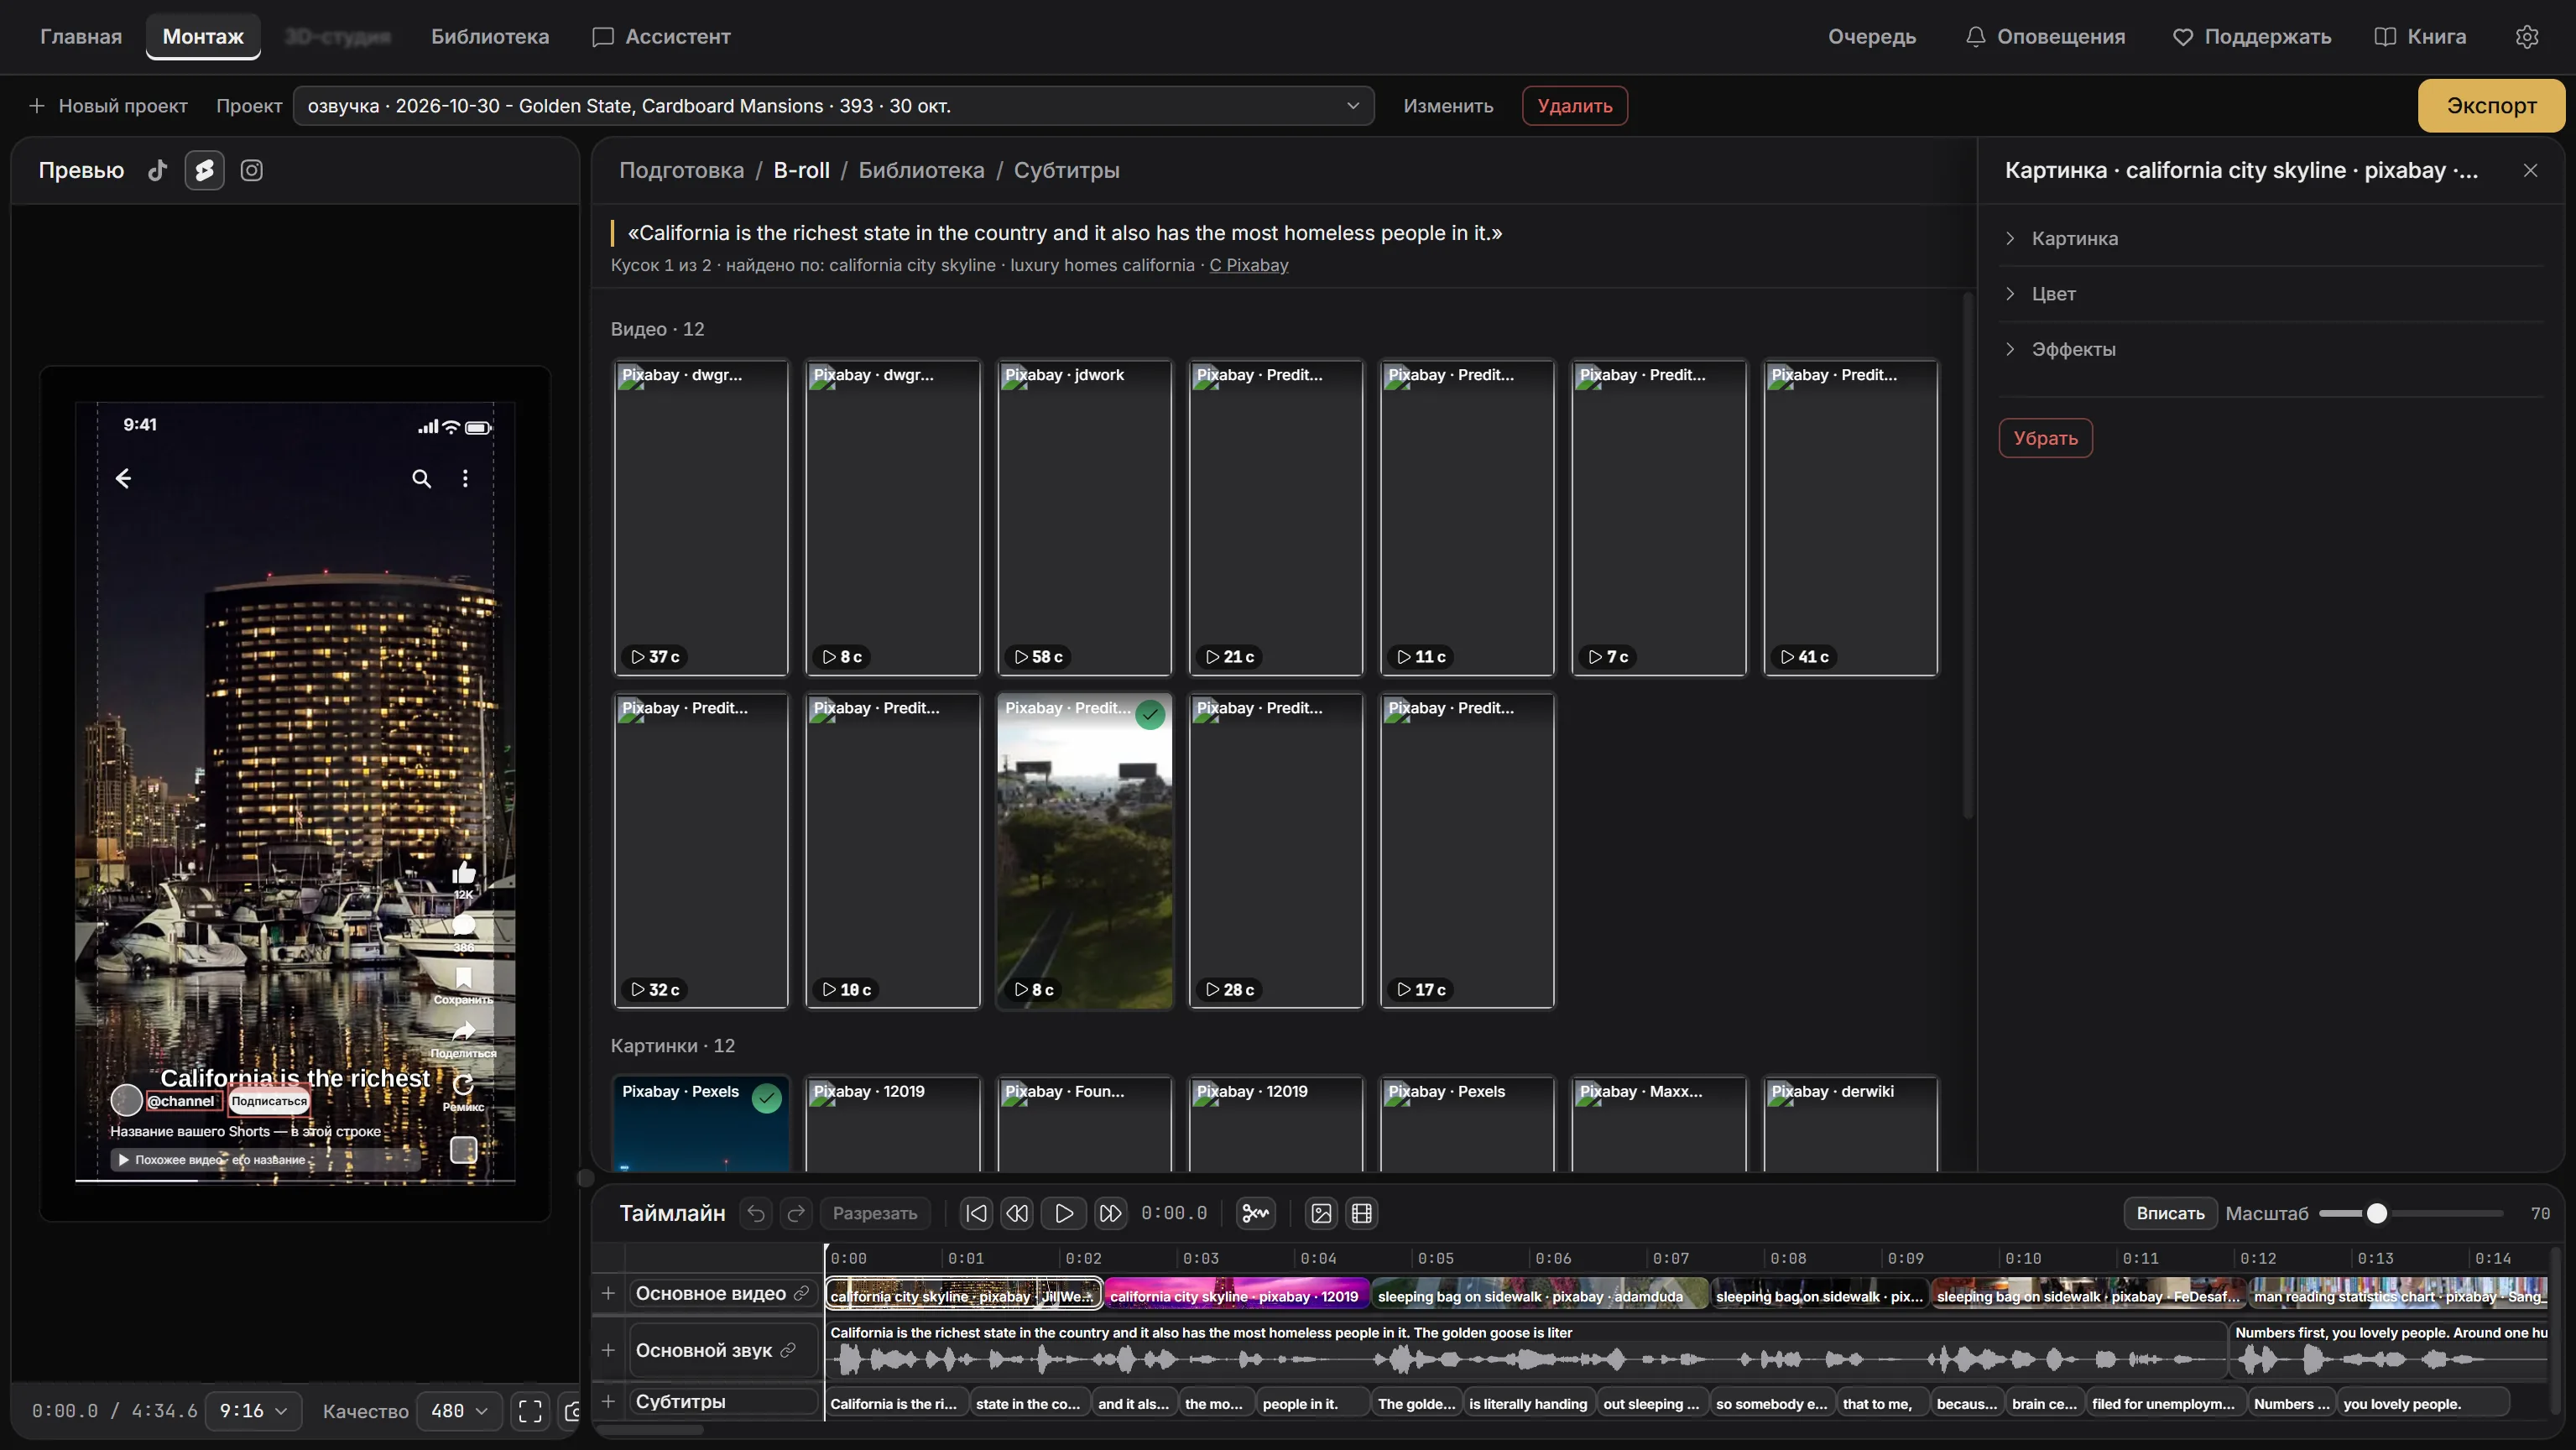 Главная
Монтаж
3D-студия
Библиотека
Ассистент
Очередь
Оповещения
Поддержать
Книга
Новый проект
Проект
озвучка · 2026-10-30 - Golden State, Cardboard Mansions · 393 · 30 окт.
Изменить
Удалить
Экспорт
Превью
Подготовка / B-roll / Библиотека / Субтитры
«California is the richest state in the country and it also has the most homeless people in it.»
Кусок 1 из 2 · найдено по: california city skyline · luxury homes california · С Pixabay
Видео · 12
Pixabay · dwgr...
Pixabay · dwgr...
Pixabay · jdwork
Pixabay · Predit...
Pixabay · Predit...
Pixabay · Predit...
Pixabay · Predit...
37 с
8 с
58 с
21 с
11 с
7 с
41 с
Pixabay · Predit...
Pixabay · Predit...
Pixabay · Predit...
Pixabay · Predit...
Pixabay · Predit...
32 с
10 с
8 с
28 с
17 с
Картинки · 12
Pixabay · Pexels
Pixabay · 12019
Pixabay · Foun...
Pixabay · 12019
Pixabay · Pexels
Pixabay · Maxx...
Pixabay · derwiki
Картинка · california city skyline · pixabay ·...
Картинка
Цвет
Эффекты
Убрать
9:41
12K
386
Сохранить
Поделиться
Ремикс
California is the richest
@channel
Подписаться
Название вашего Shorts — в этой строке
Похожее видео · его название
0:00.0 / 4:34.6
9:16
Качество
480
Таймлайн
Разрезать
0:00.0
Вписать
Масштаб
70
0:00
0:01
0:02
0:03
0:04
0:05
0:06
0:07
0:08
0:09
0:10
0:11
0:12
0:13
0:14
Основное видео
california city skyline · pixabay · JillWe...
california city skyline · pixabay · 12019
sleeping bag on sidewalk · pixabay · adamduda
sleeping bag on sidewalk · pix...
sleeping bag on sidewalk · pixabay · FeDesaf...
man reading statistics chart · pixabay · Sang_
Основной звук
California is the richest state in the country and it also has the most homeless people in it. The golden goose is liter
Numbers first, you lovely people. Around one hu
Субтитры
California is the ri...
state in the co...
and it als...
the mo...
people in it.
The golde...
is literally handing
out sleeping ...
so somebody e...
that to me,
becaus...
brain ce...
filed for unemploym...
Numbers ...
you lovely people.